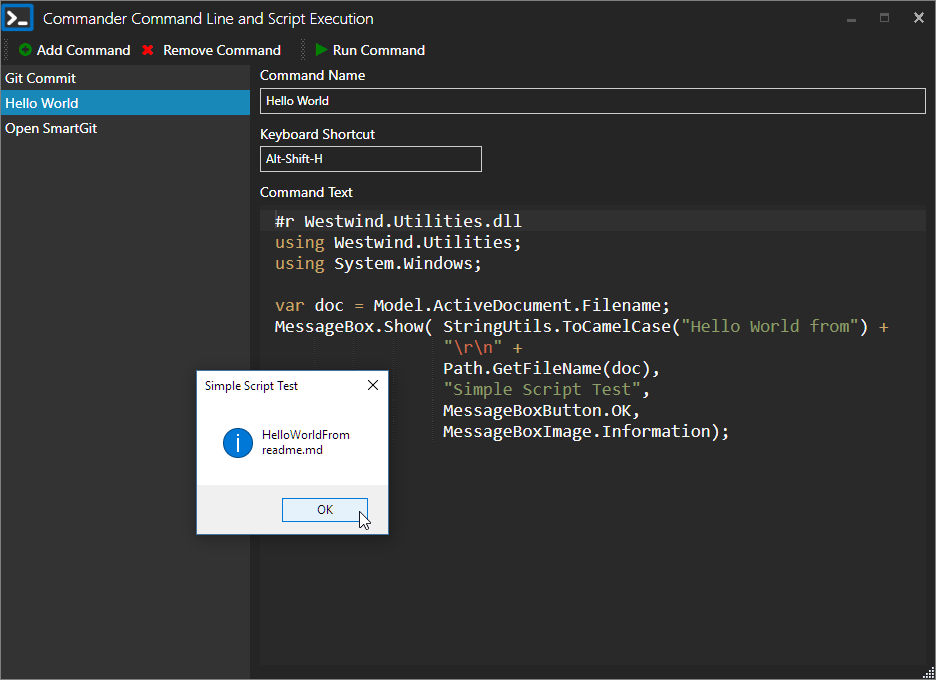 Commander Command Line and Script Execution
Add Command Remove Command Run Command
Git Commit
Hello World
Open SmartGit
Command Name
Hello World
Keyboard Shortcut
Alt-Shift-H
Command Text
#r Westwind.Utilities.dll
using Westwind.Utilities;
using System.Windows;
var doc = Model.ActiveDocument.Filename;
MessageBox.Show( StringUtils.ToCamelCase("Hello World from") +
"\r\n" +
Path.GetFileName(doc),
"Simple Script Test",
MessageBoxButton.OK,
MessageBoxImage.Information);
Simple Script Test
HelloWorldFrom
readme.md
OK